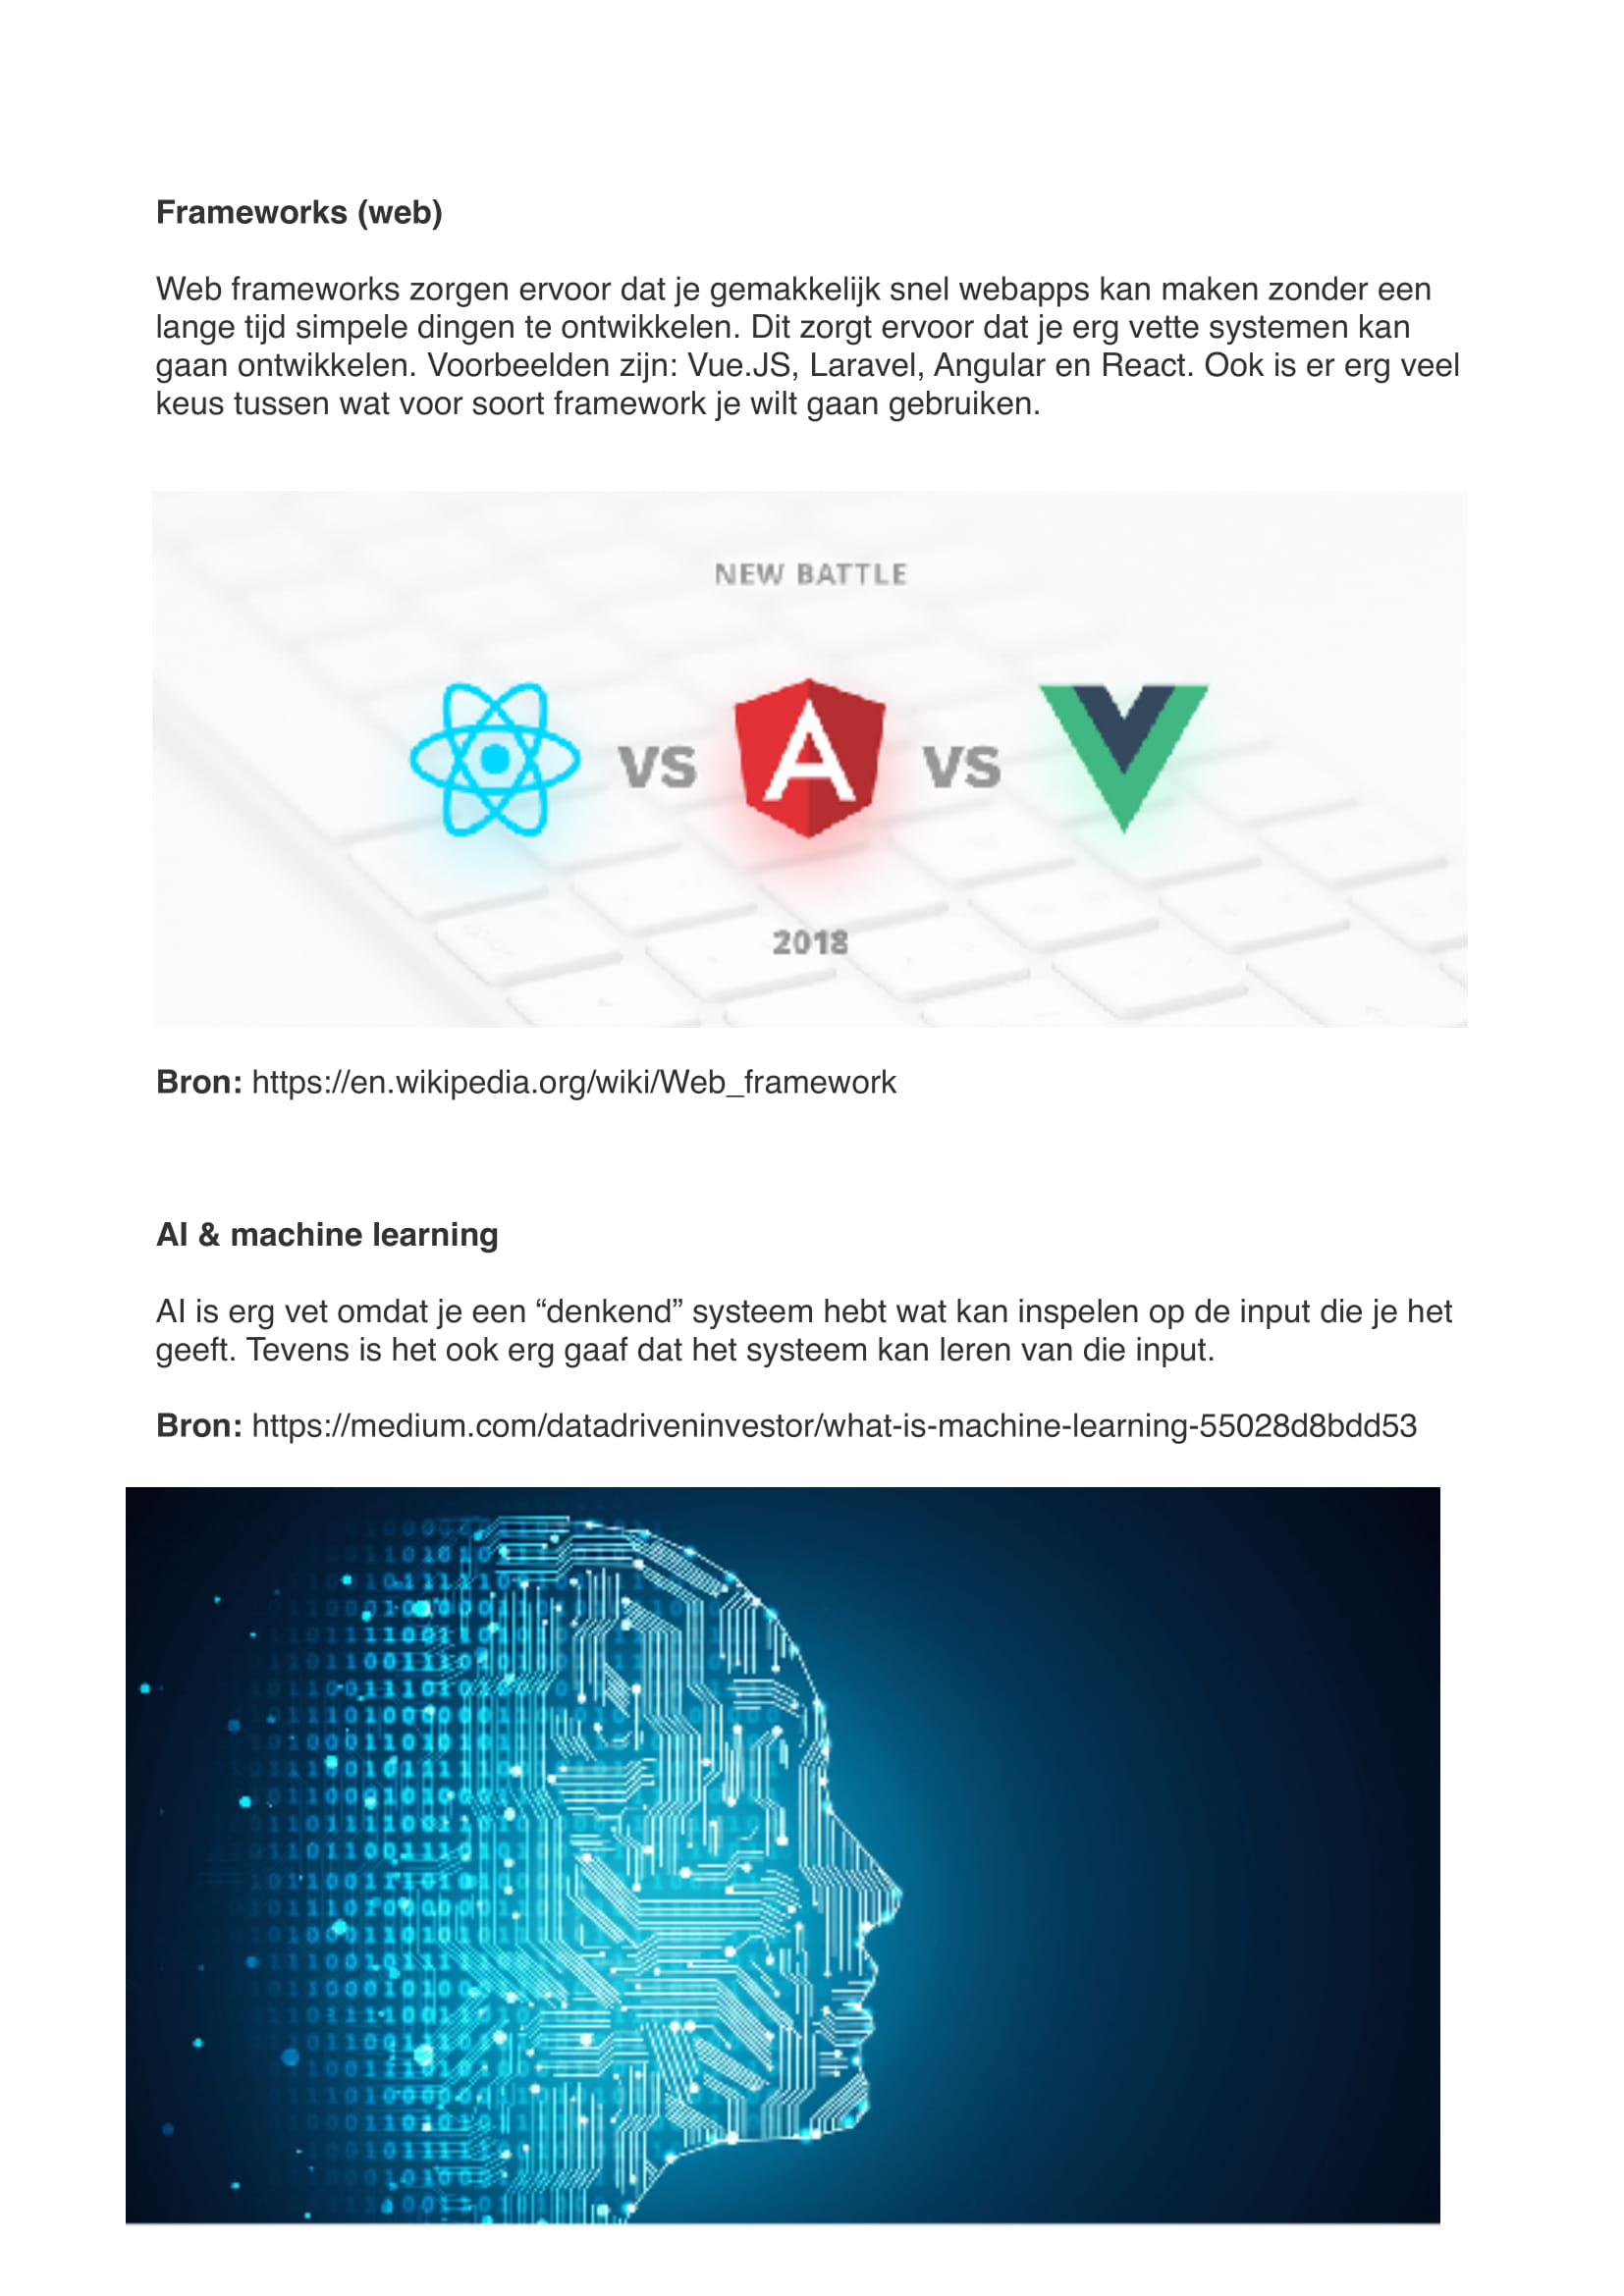 Frameworks (web)
Web frameworks zorgen ervoor dat je gemakkelijk snel webapps kan maken zonder een
lange tijd simpele dingen te ontwikkelen. Dit zorgt ervoor dat je erg vette systemen kan
gaan ontwikkelen. Voorbeelden zijn: Vue.JS, Laravel, Angular en React. Ook is er erg veel
keus tussen wat voor soort framework je wilt gaan gebruiken.
NEW BATTLE
vs A vs
2018
Bron: https://en.wikipedia.org/wiki/Web_framework
AI & machine learning
AI is erg vet omdat je een “denkend” systeem hebt wat kan inspelen op de input die je het
geeft. Tevens is het ook erg gaaf dat het systeem kan leren van die input.
Bron: https://medium.com/datadriveninvestor/what-is-machine-learning-55028d8bdd53